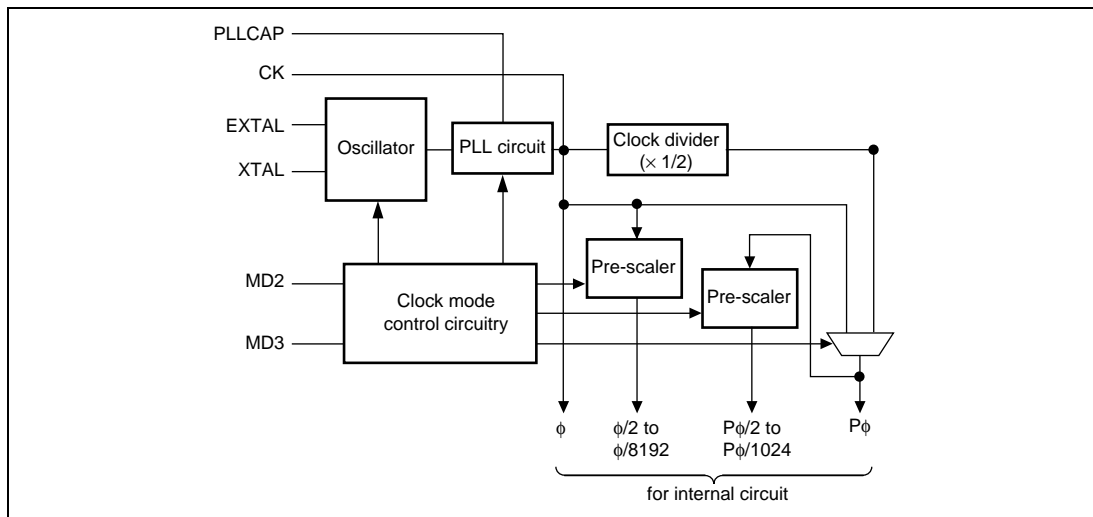 PLLCAP
CK
EXTAL
XTAL
Oscillator
PLL circuit
Clock divider
(× 1/2)
MD2
MD3
Clock mode
control circuitry
Pre-scaler
Pre-scaler
ϕ
ϕ/2 to
ϕ/8192
Pϕ/2 to
Pϕ/1024
Pϕ
for internal circuit